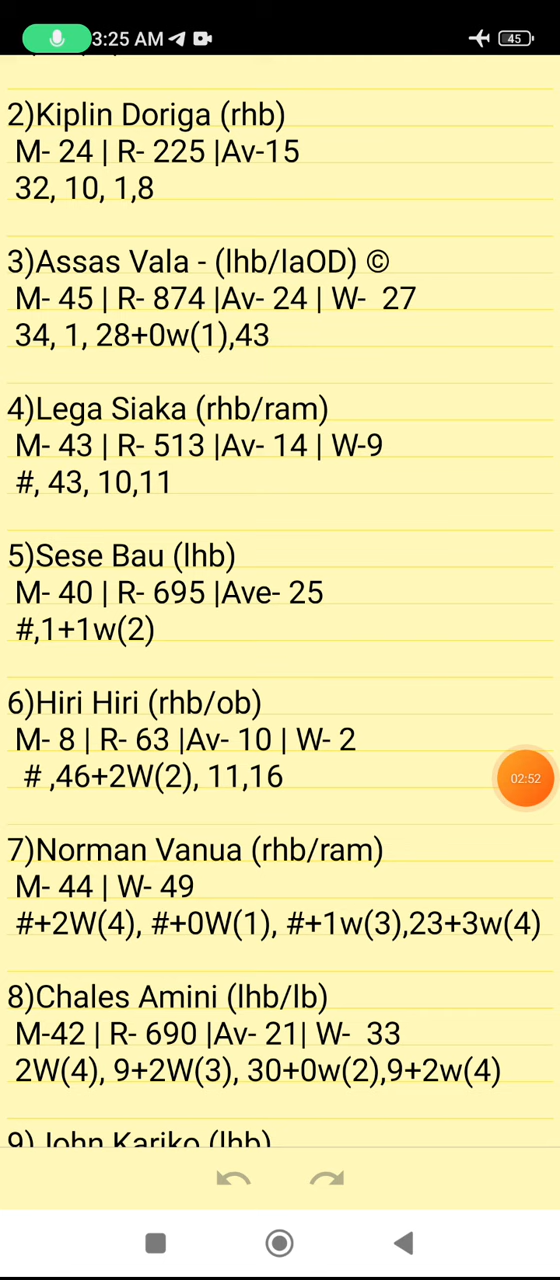 3:25 AM
45
2)Kiplin Doriga (rhb)
M- 24 | R- 225 |Av-15
32, 10, 1,8
3)Assas Vala - (lhb/laOD) ©
M- 45 | R- 874 |Av- 24 | W- 27
34, 1, 28+0w(1),43
4)Lega Siaka (rhb/ram)
M- 43 | R- 513 |Av- 14 | W-9
#, 43, 10,11
5)Sese Bau (lhb)
M- 40 | R- 695 |Ave- 25
#,1+1w(2)
6)Hiri Hiri (rhb/ob)
M- 8 | R- 63 |Av- 10 | W- 2
# ,46+2W(2), 11,16
02:52
7)Norman Vanua (rhb/ram)
M- 44 | W- 49
#+2W(4), #+0W(1), #+1w(3),23+3w(4)
8)Chales Amini (lhb/lb)
M-42 | R- 690 |Av- 21| W- 33
2W(4), 9+2W(3), 30+0w(2),9+2w(4)
9) John Kariko (lhb)